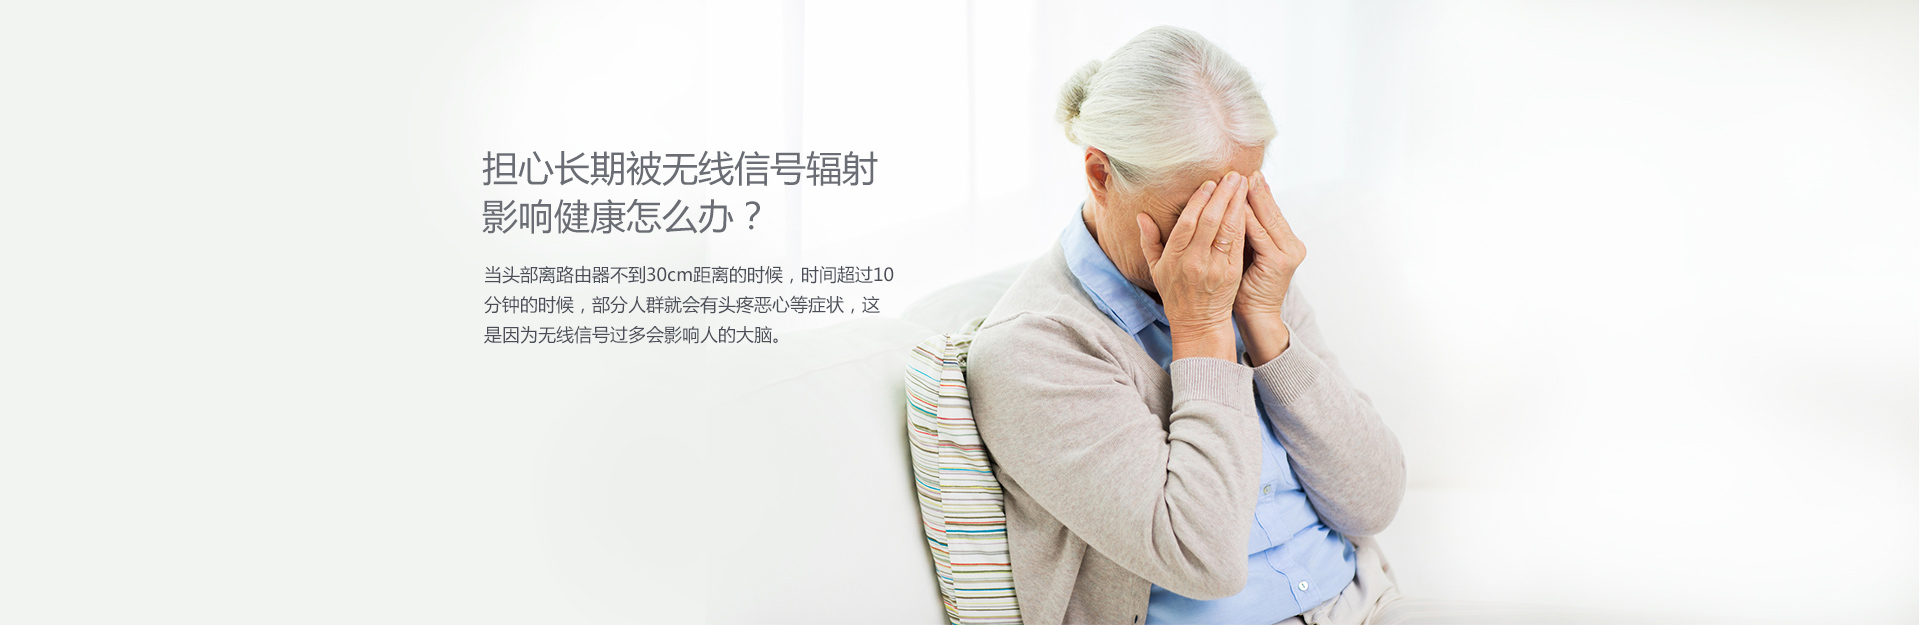 担心长期被无线信号辐射
影响健康怎么办？
当头部离路由器不到30cm距离的时候，时间超过10
分钟的时候，部分人群就会有头疼恶心等症状，这
是因为无线信号过多会影响人的大脑。